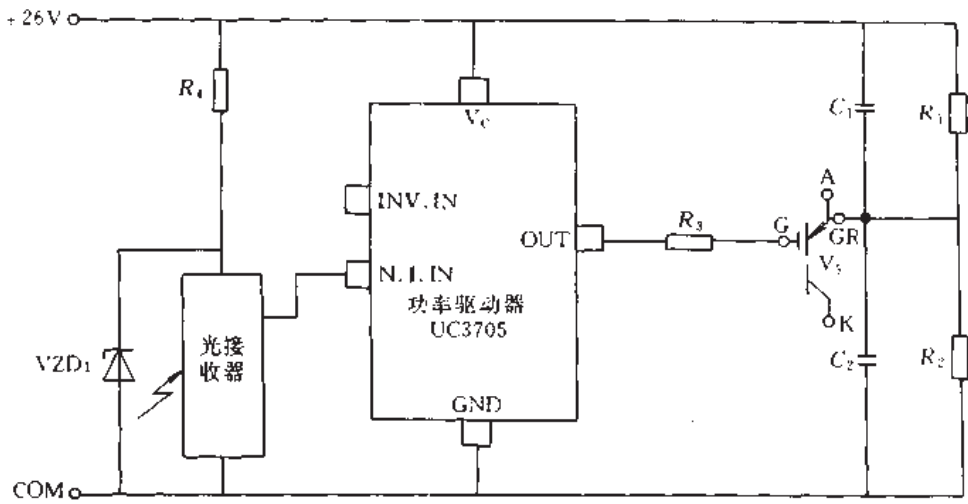 +26V
R4
VC
C1
R1
INV.IN
A
OUT
R3
G
GR
N.I.IN
V5
功率驱动器
UC3705
K
光接
收器
VZD1
C2
R2
GND
COM